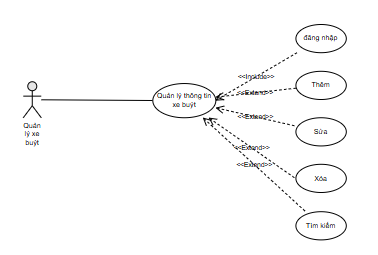 đăng nhập
<<Include>>
Thêm
<<Extend>>
Quản lý thông tin
xe buýt
<<Extend>>
Sửa
Quản
lý xe
buýt
<<Extend>>
<<Extend>>
Xóa
Tìm kiếm